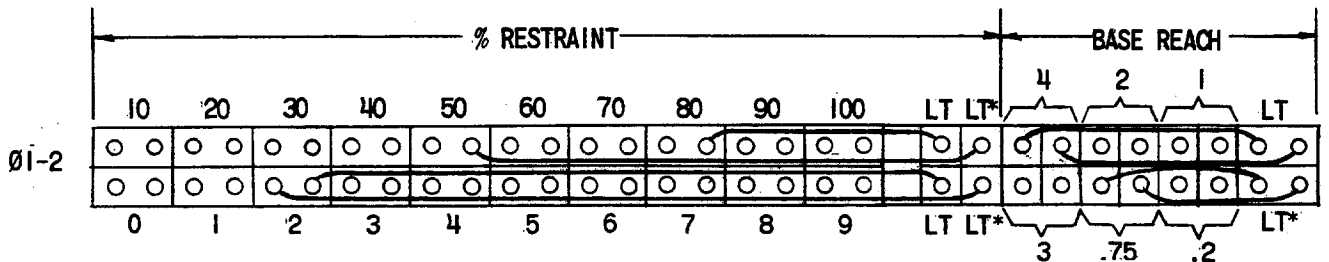 % RESTRAINT BASE REACH
4 2 1
10 20 30 40 50 60 70 80 90 100 LT LT* LT
Ø1-2
0 1 2 3 4 5 6 7 8 9 LT LT* LT*
3 .75 .2